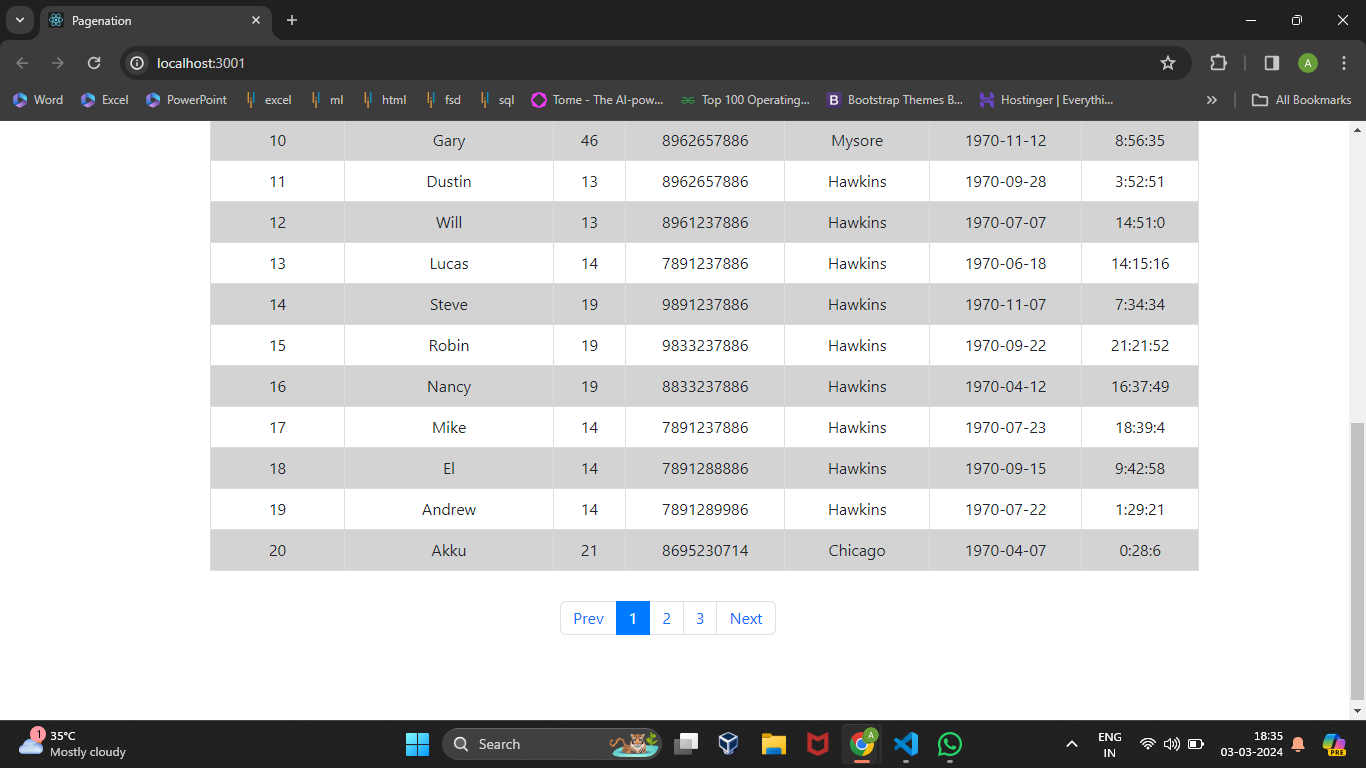 Pagenation
localhost:3001
A
Word Excel PowerPoint excel ml html fsd sql Tome - The AI-pow... Top 100 Operating... B Bootstrap Themes B... Hostinger | Everythi... » All Bookmarks
10 Gary 46 8962657886 Mysore 1970-11-12 8:56:35
11 Dustin 13 8962657886 Hawkins 1970-09-28 3:52:51
12 Will 13 8961237886 Hawkins 1970-07-07 14:51:0
13 Lucas 14 7891237886 Hawkins 1970-06-18 14:15:16
14 Steve 19 9891237886 Hawkins 1970-11-07 7:34:34
15 Robin 19 9833237886 Hawkins 1970-09-22 21:21:52
16 Nancy 19 8833237886 Hawkins 1970-04-12 16:37:49
17 Mike 14 7891237886 Hawkins 1970-07-23 18:39:4
18 El 14 7891288886 Hawkins 1970-09-15 9:42:58
19 Andrew 14 7891289986 Hawkins 1970-07-22 1:29:21
20 Akku 21 8695230714 Chicago 1970-04-07 0:28:6
Prev 1 2 3 Next
1 35°C
Mostly cloudy
Search
A
ENG
IN
18:35
03-03-2024
PRE